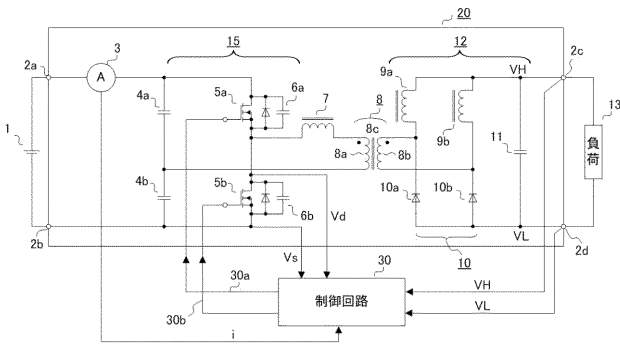 20
3
2a
A
15
12
2c
VH
9a
4a
5a
6a
7
8
13
1
8c
9b
11
負荷
8a
8b
4b
5b
6b
10a
10b
Vd
VL
2b
2d
10
Vs
30
30a
VH
制御回路
30b
VL
i